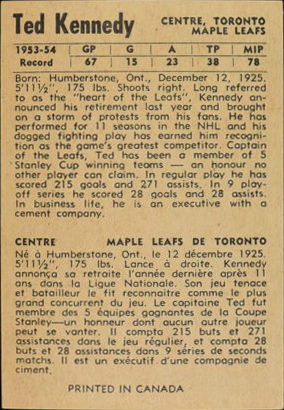 Ted Kennedy
CENTRE, TORONTO
MAPLE LEAFS
1953-54 GP G A TP MIP
Record 67 15 23 38 78
Born: Humberstone, Ont., December 12, 1925.
5'11½", 175 lbs. Shoots right. Long referred
to as the "heart of the Leafs", Kennedy an-
nounced his retirement last year and brought
on a storm of protests from his fans. He has
performed for 11 seasons in the NHL and his
dogged fighting play has earned him recogni-
tion as the game's greatest competitor. Captain
of the Leafs, Ted has been a member of 5
Stanley Cup winning teams — an honour no
other player can claim. In regular play he has
scored 215 goals and 271 assists. In 9 play-
off series he scored 28 goals and 28 assists.
In business life, he is an executive with a
cement company.
CENTRE MAPLE LEAFS DE TORONTO
Né à Humberstone, Ont., le 12 décembre 1925.
5'11½", 175 lbs. Lance à droite. Kennedy
annonça sa retraite l'année dernière après 11
ans dans la Ligue Nationale. Son jeu tenace
et batailleur le fit reconnaitre comme le plus
grand concurrent du jeu. Le capitaine Ted fut
membre des 5 équipes gagnantes de la Coupe
Stanley—un honneur dont aucun autre joueur
peut se vanter. Il compta 215 buts et 271
assistances dans le jeu régulier, et compta 28
buts et 28 assistances dans 9 séries de seconds
matchs. Il est un exécutif d'une compagnie de
ciment.
PRINTED IN CANADA